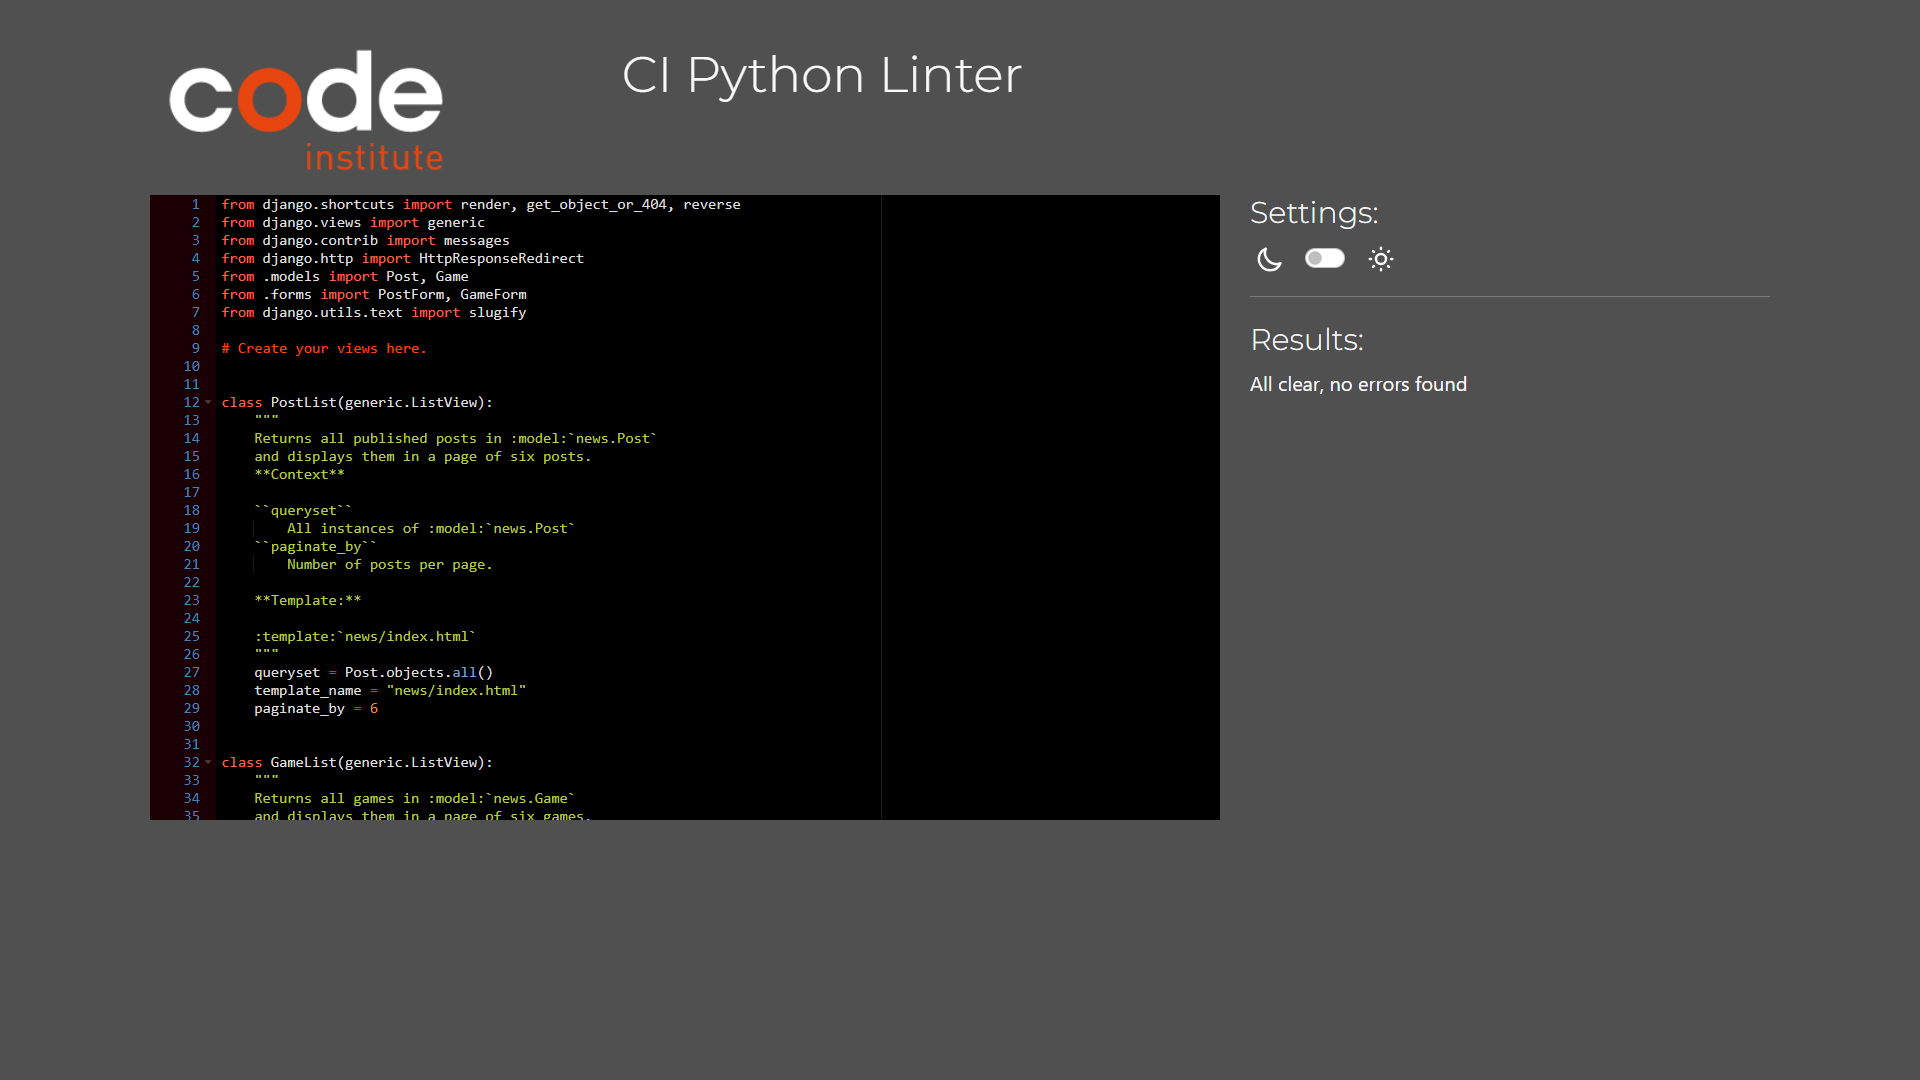 code
institute
CI Python Linter
1 from django.shortcuts import render, get_object_or_404, reverse
2 from django.views import generic
3 from django.contrib import messages
4 from django.http import HttpResponseRedirect
5 from .models import Post, Game
6 from .forms import PostForm, GameForm
7 from django.utils.text import slugify
8
9 # Create your views here.
10
11
12 class PostList(generic.ListView):
13     """
14     Returns all published posts in :model:`news.Post`
15     and displays them in a page of six posts.
16     **Context**
17
18     ``queryset``
19         All instances of :model:`news.Post`
20     ``paginate_by``
21         Number of posts per page.
22
23     **Template:**
24
25     :template:`news/index.html`
26     """
27     queryset = Post.objects.all()
28     template_name = "news/index.html"
29     paginate_by = 6
30
31
32 class GameList(generic.ListView):
33     """
34     Returns all games in :model:`news.Game`
35     and displays them in a page of six games.
Settings:
Results:
All clear, no errors found